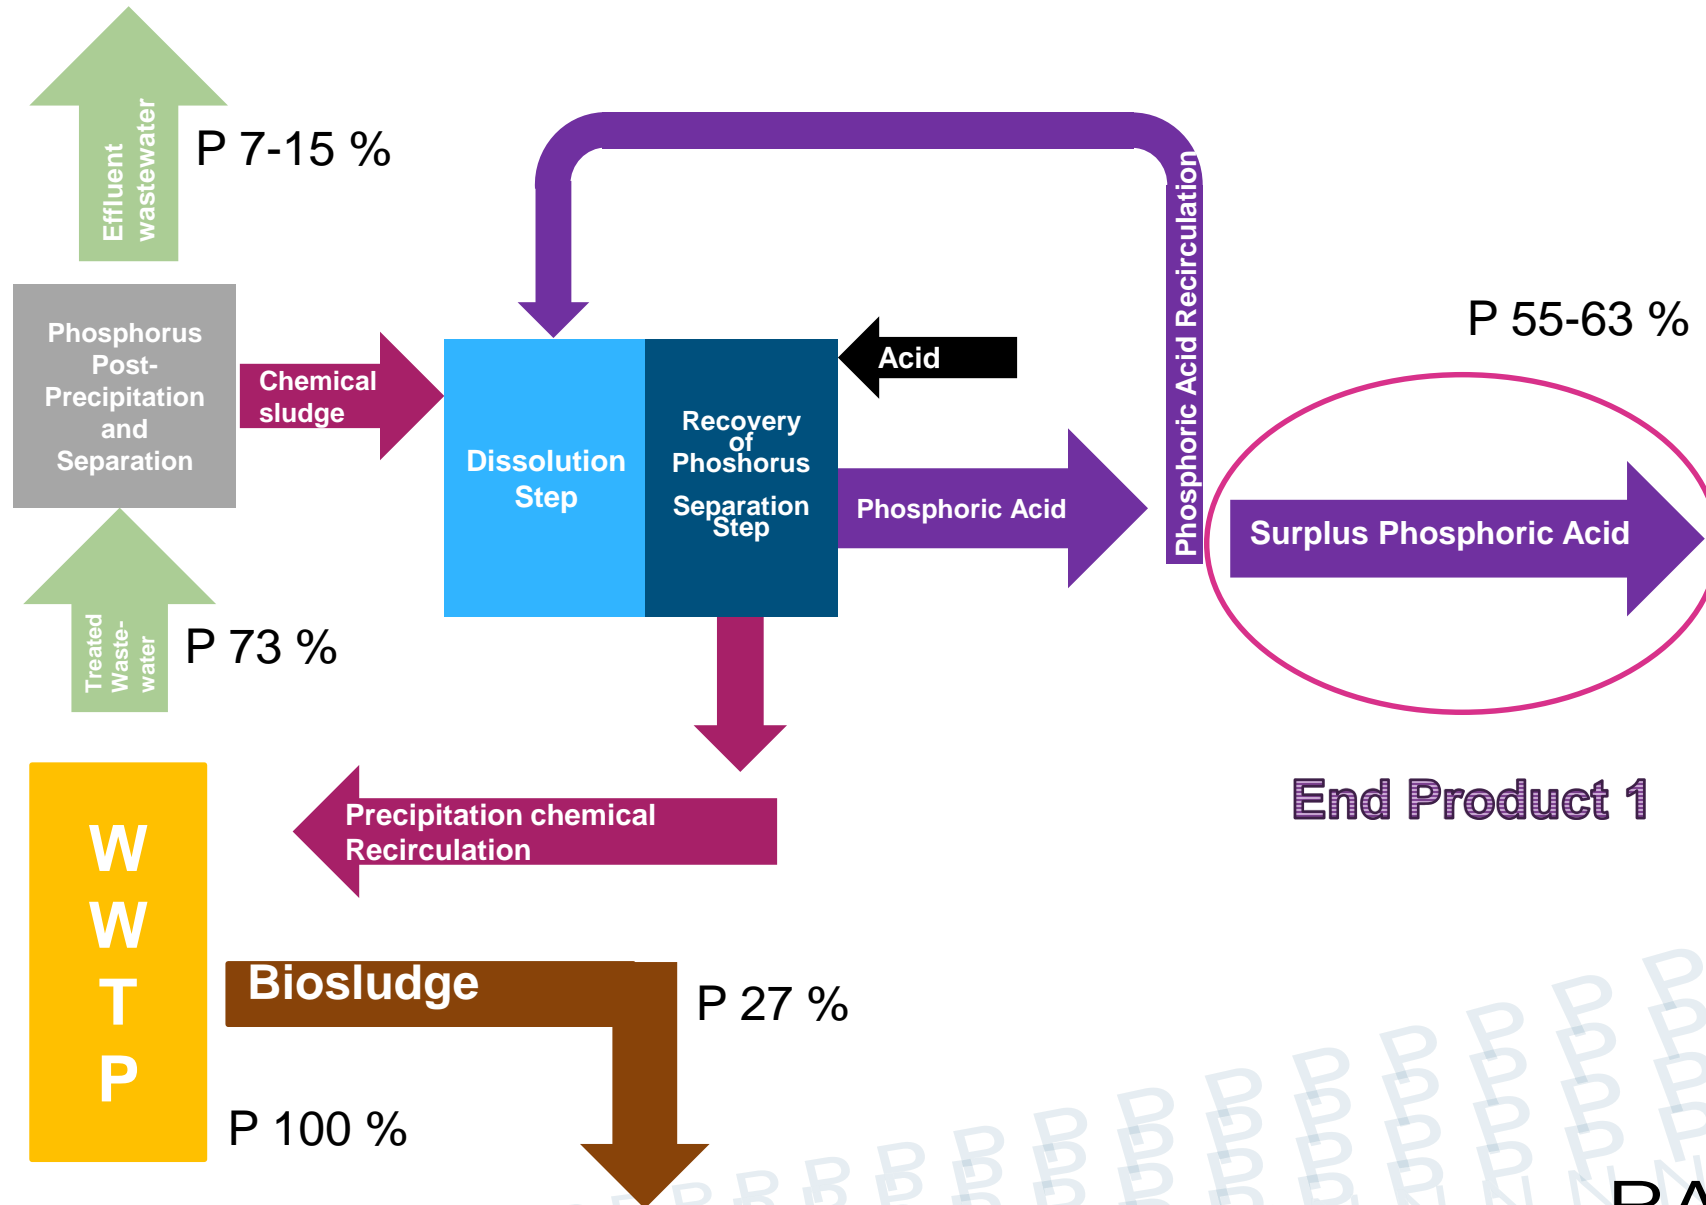 Effluent
wastewater
P 7-15 %
Phosphorus
Post-
Precipitation
and
Separation
Chemical
sludge
Dissolution
Step
Recovery
of
Phoshorus
Separation
Step
Acid
Phosphoric Acid
Phosphoric Acid Recirculation
P 55-63 %
Surplus Phosphoric Acid
End Product 1
Treated
Waste-
water
P 73 %
Precipitation chemical
Recirculation
W
W
T
P
Biosludge
P 27 %
P 100 %